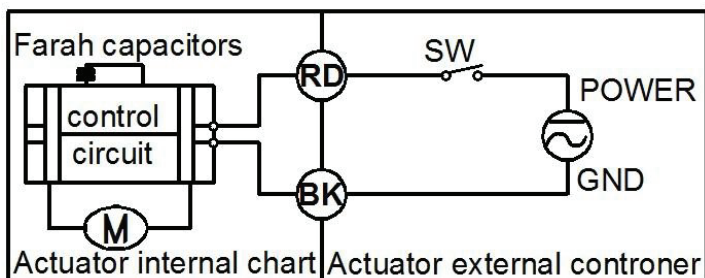 Farah capacitors
control
circuit
M
Actuator internal chart
RD
BK
SW
POWER
GND
Actuator external controner